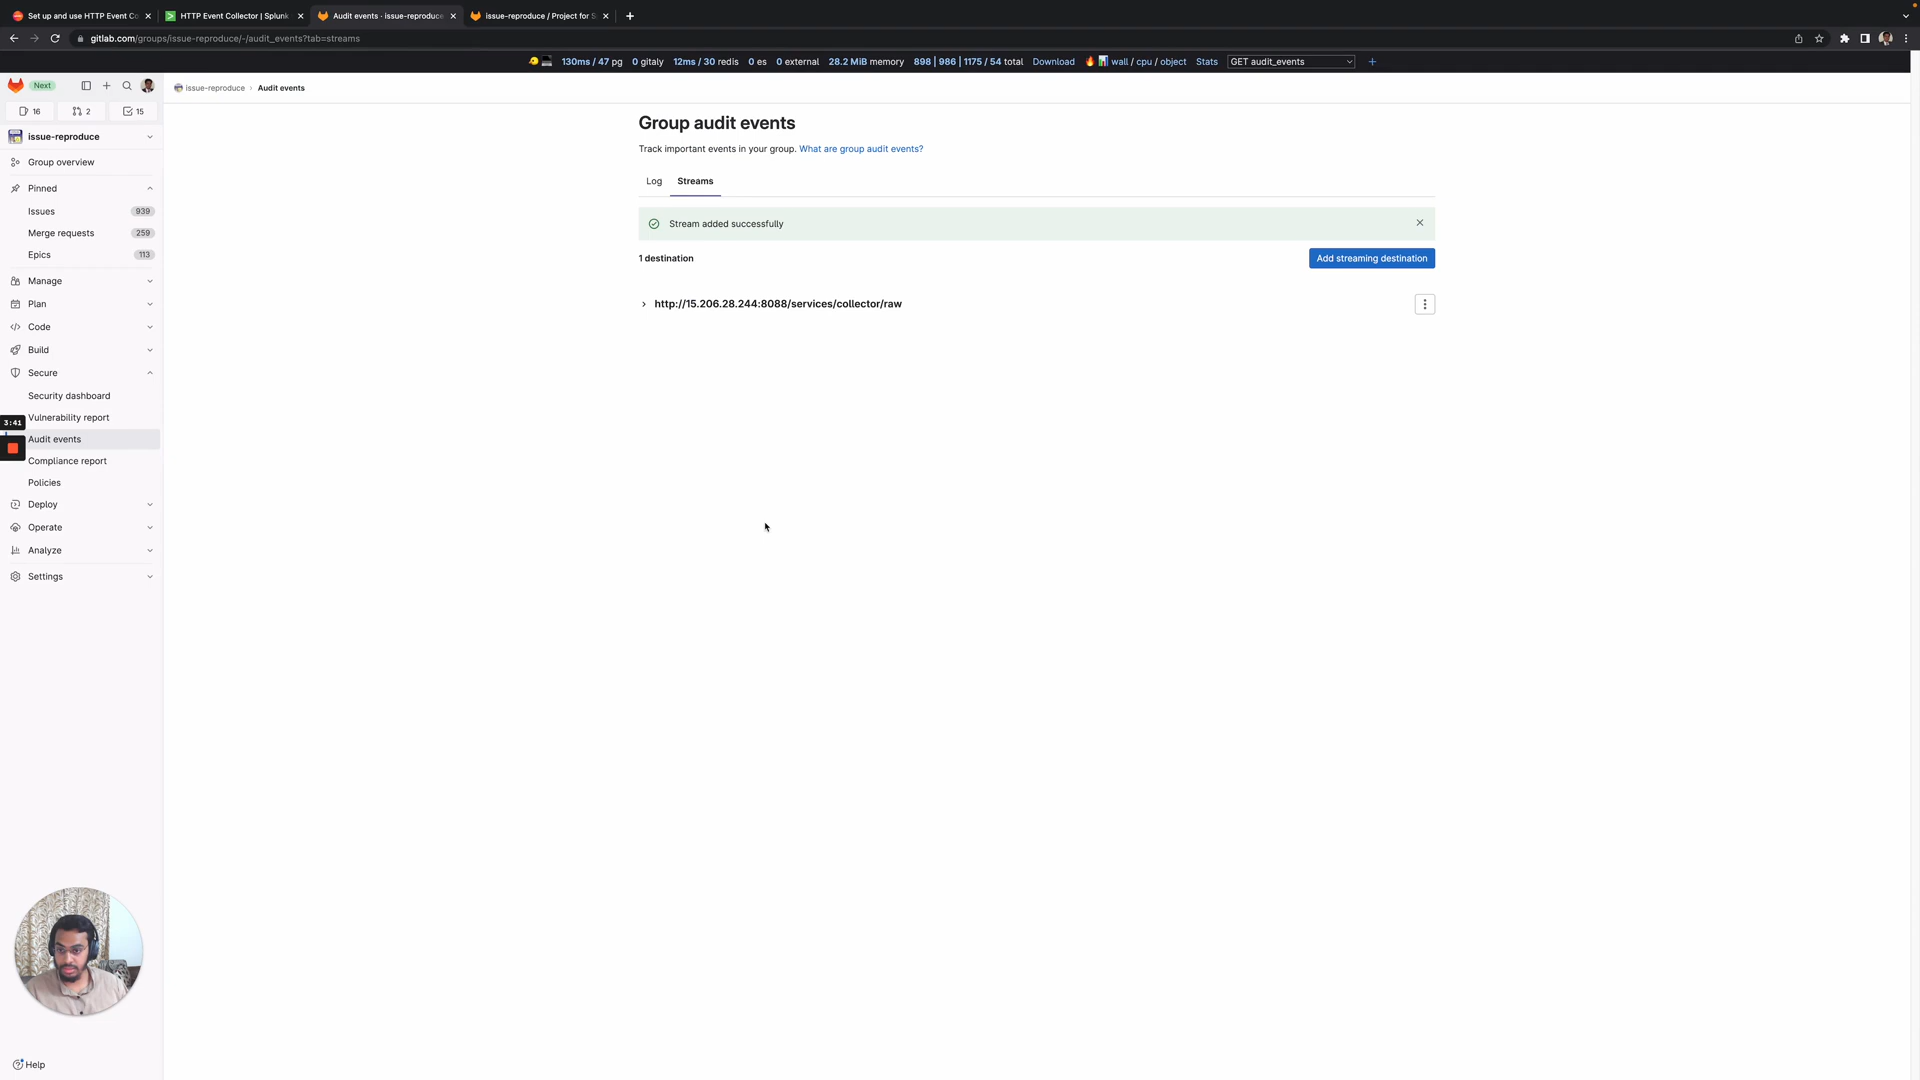 Set up and use HTTP Event Co
HTTP Event Collector | Splunk
Audit events · issue-reproduce
issue-reproduce / Project for S
gitlab.com/groups/issue-reproduce/-/audit_events?tab=streams
130ms / 47 pg 0 gitaly 12ms / 30 redis 0 es 0 external 28.2 MiB memory 898 | 986 | 1175 / 54 total Download wall / cpu / object Stats GET audit_events +
Next
16 2 15
issue-reproduce
Group overview
Pinned
Issues 939
Merge requests 259
Epics 113
Manage
Plan
Code
Build
Secure
Security dashboard
3:41
Vulnerability report
Audit events
Compliance report
Policies
Deploy
Operate
Analyze
Settings
Help
issue-reproduce › Audit events
Group audit events
Track important events in your group. What are group audit events?
Log Streams
Stream added successfully
1 destination
Add streaming destination
http://15.206.28.244:8088/services/collector/raw